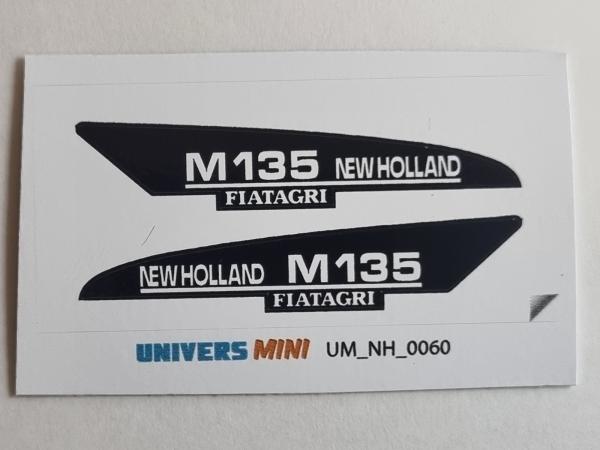 M135 NEW HOLLAND
FIATAGRI
NEW HOLLAND M135
FIATAGRI
UNIVERS MINI UM_NH_0060